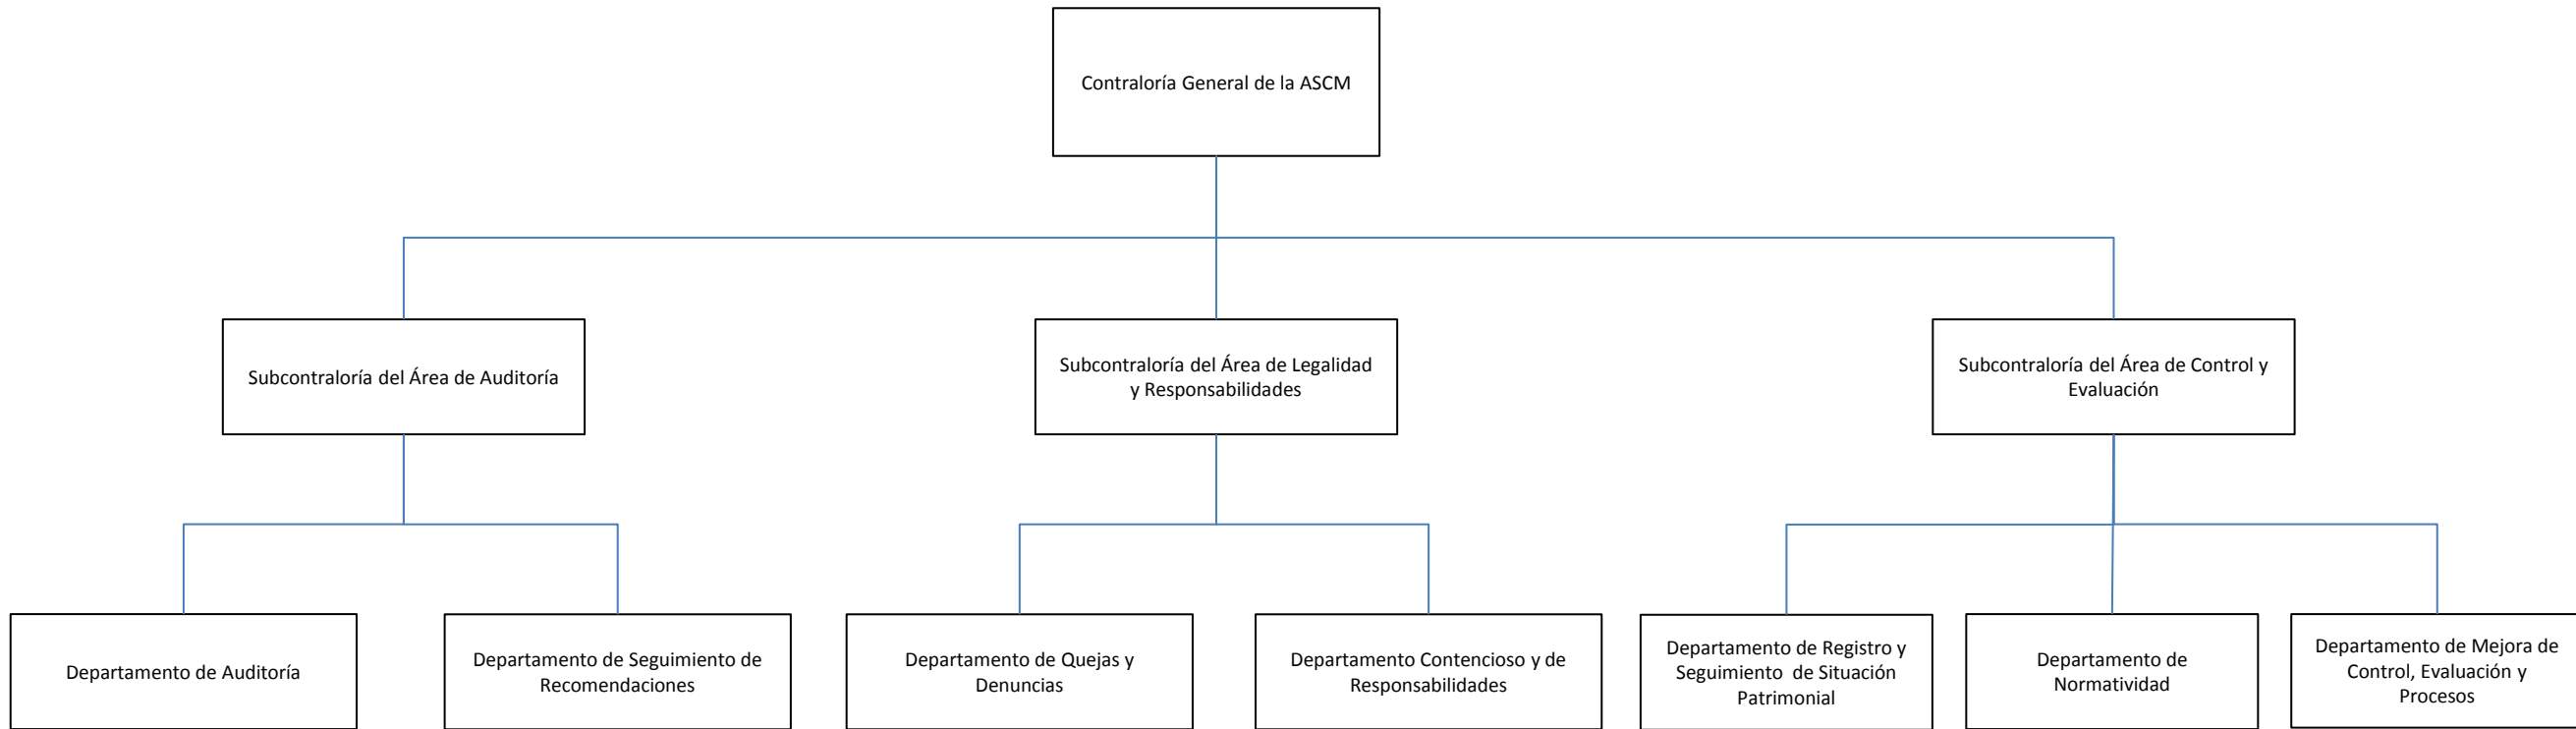 Contraloría General de la ASCM
Subcontraloría del Área de Auditoría
Subcontraloría del Área de Legalidad
y Responsabilidades
Subcontraloría del Área de Control y
Evaluación
Departamento de Auditoría
Departamento de Seguimiento de
Recomendaciones
Departamento de Quejas y
Denuncias
Departamento Contencioso y de
Responsabilidades
Departamento de Registro y
Seguimiento de Situación
Patrimonial
Departamento de
Normatividad
Departamento de Mejora de
Control, Evaluación y
Procesos